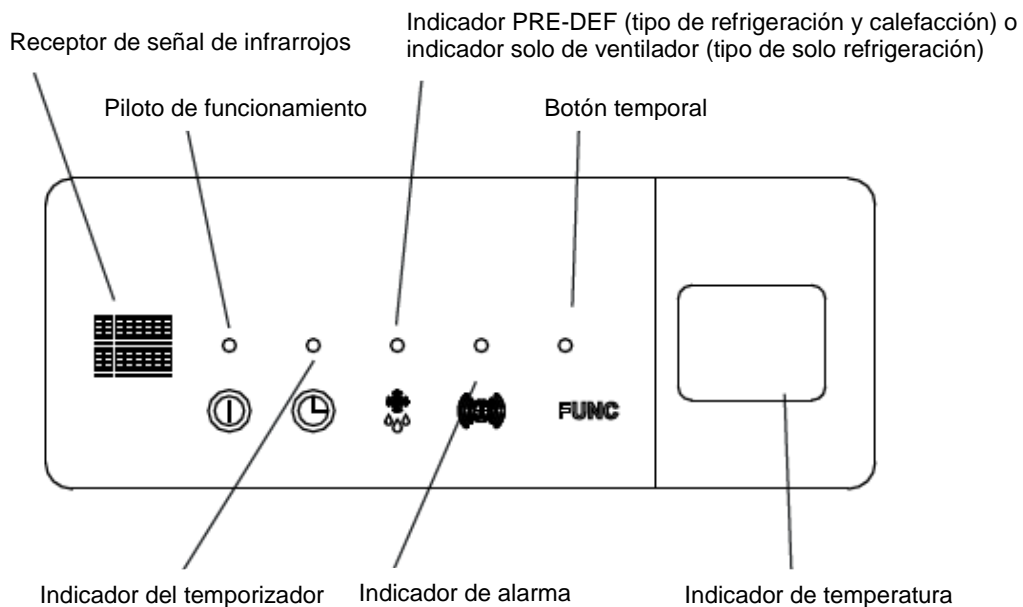 Indicador PRE-DEF (tipo de refrigeración y calefacción) o
indicador solo de ventilador (tipo de solo refrigeración)
Receptor de señal de infrarrojos
Piloto de funcionamiento
Botón temporal
FUNC
Indicador del temporizador
Indicador de alarma
Indicador de temperatura